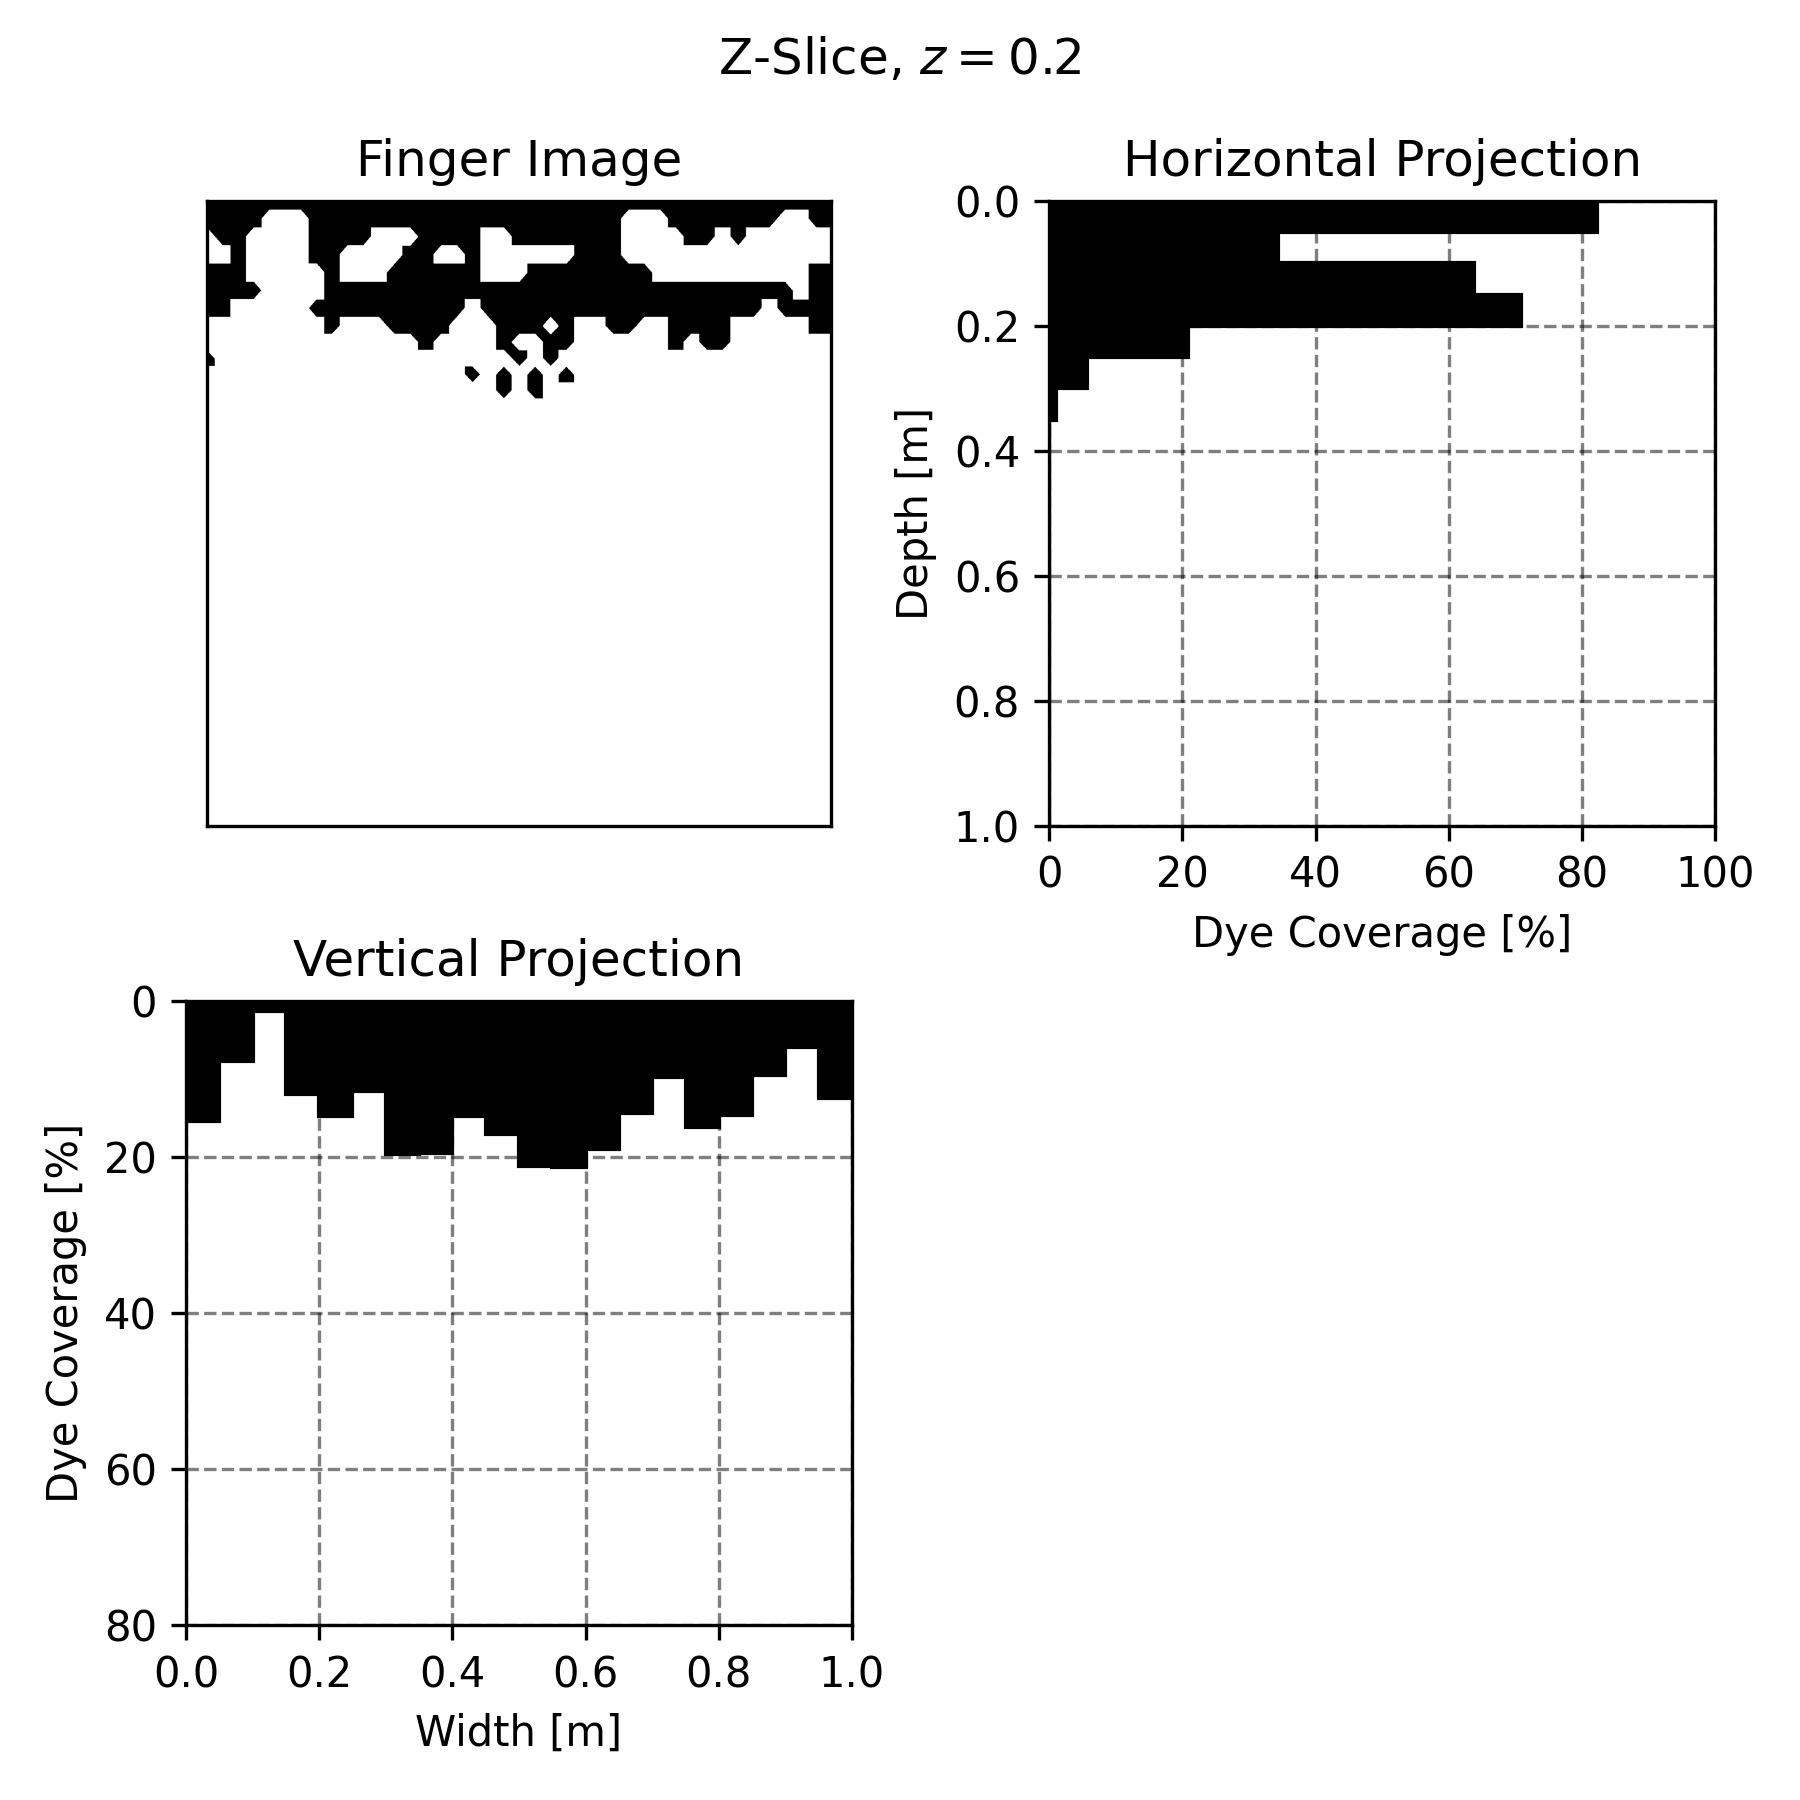 Z-Slice, z = 0.2
Finger Image
Horizontal Projection
0.0
0.2
0.4
0.6
0.8
1.0
Depth [m]
0 20 40 60 80 100
Dye Coverage [%]
Vertical Projection
0
20
40
60
80
Dye Coverage [%]
0.0 0.2 0.4 0.6 0.8 1.0
Width [m]